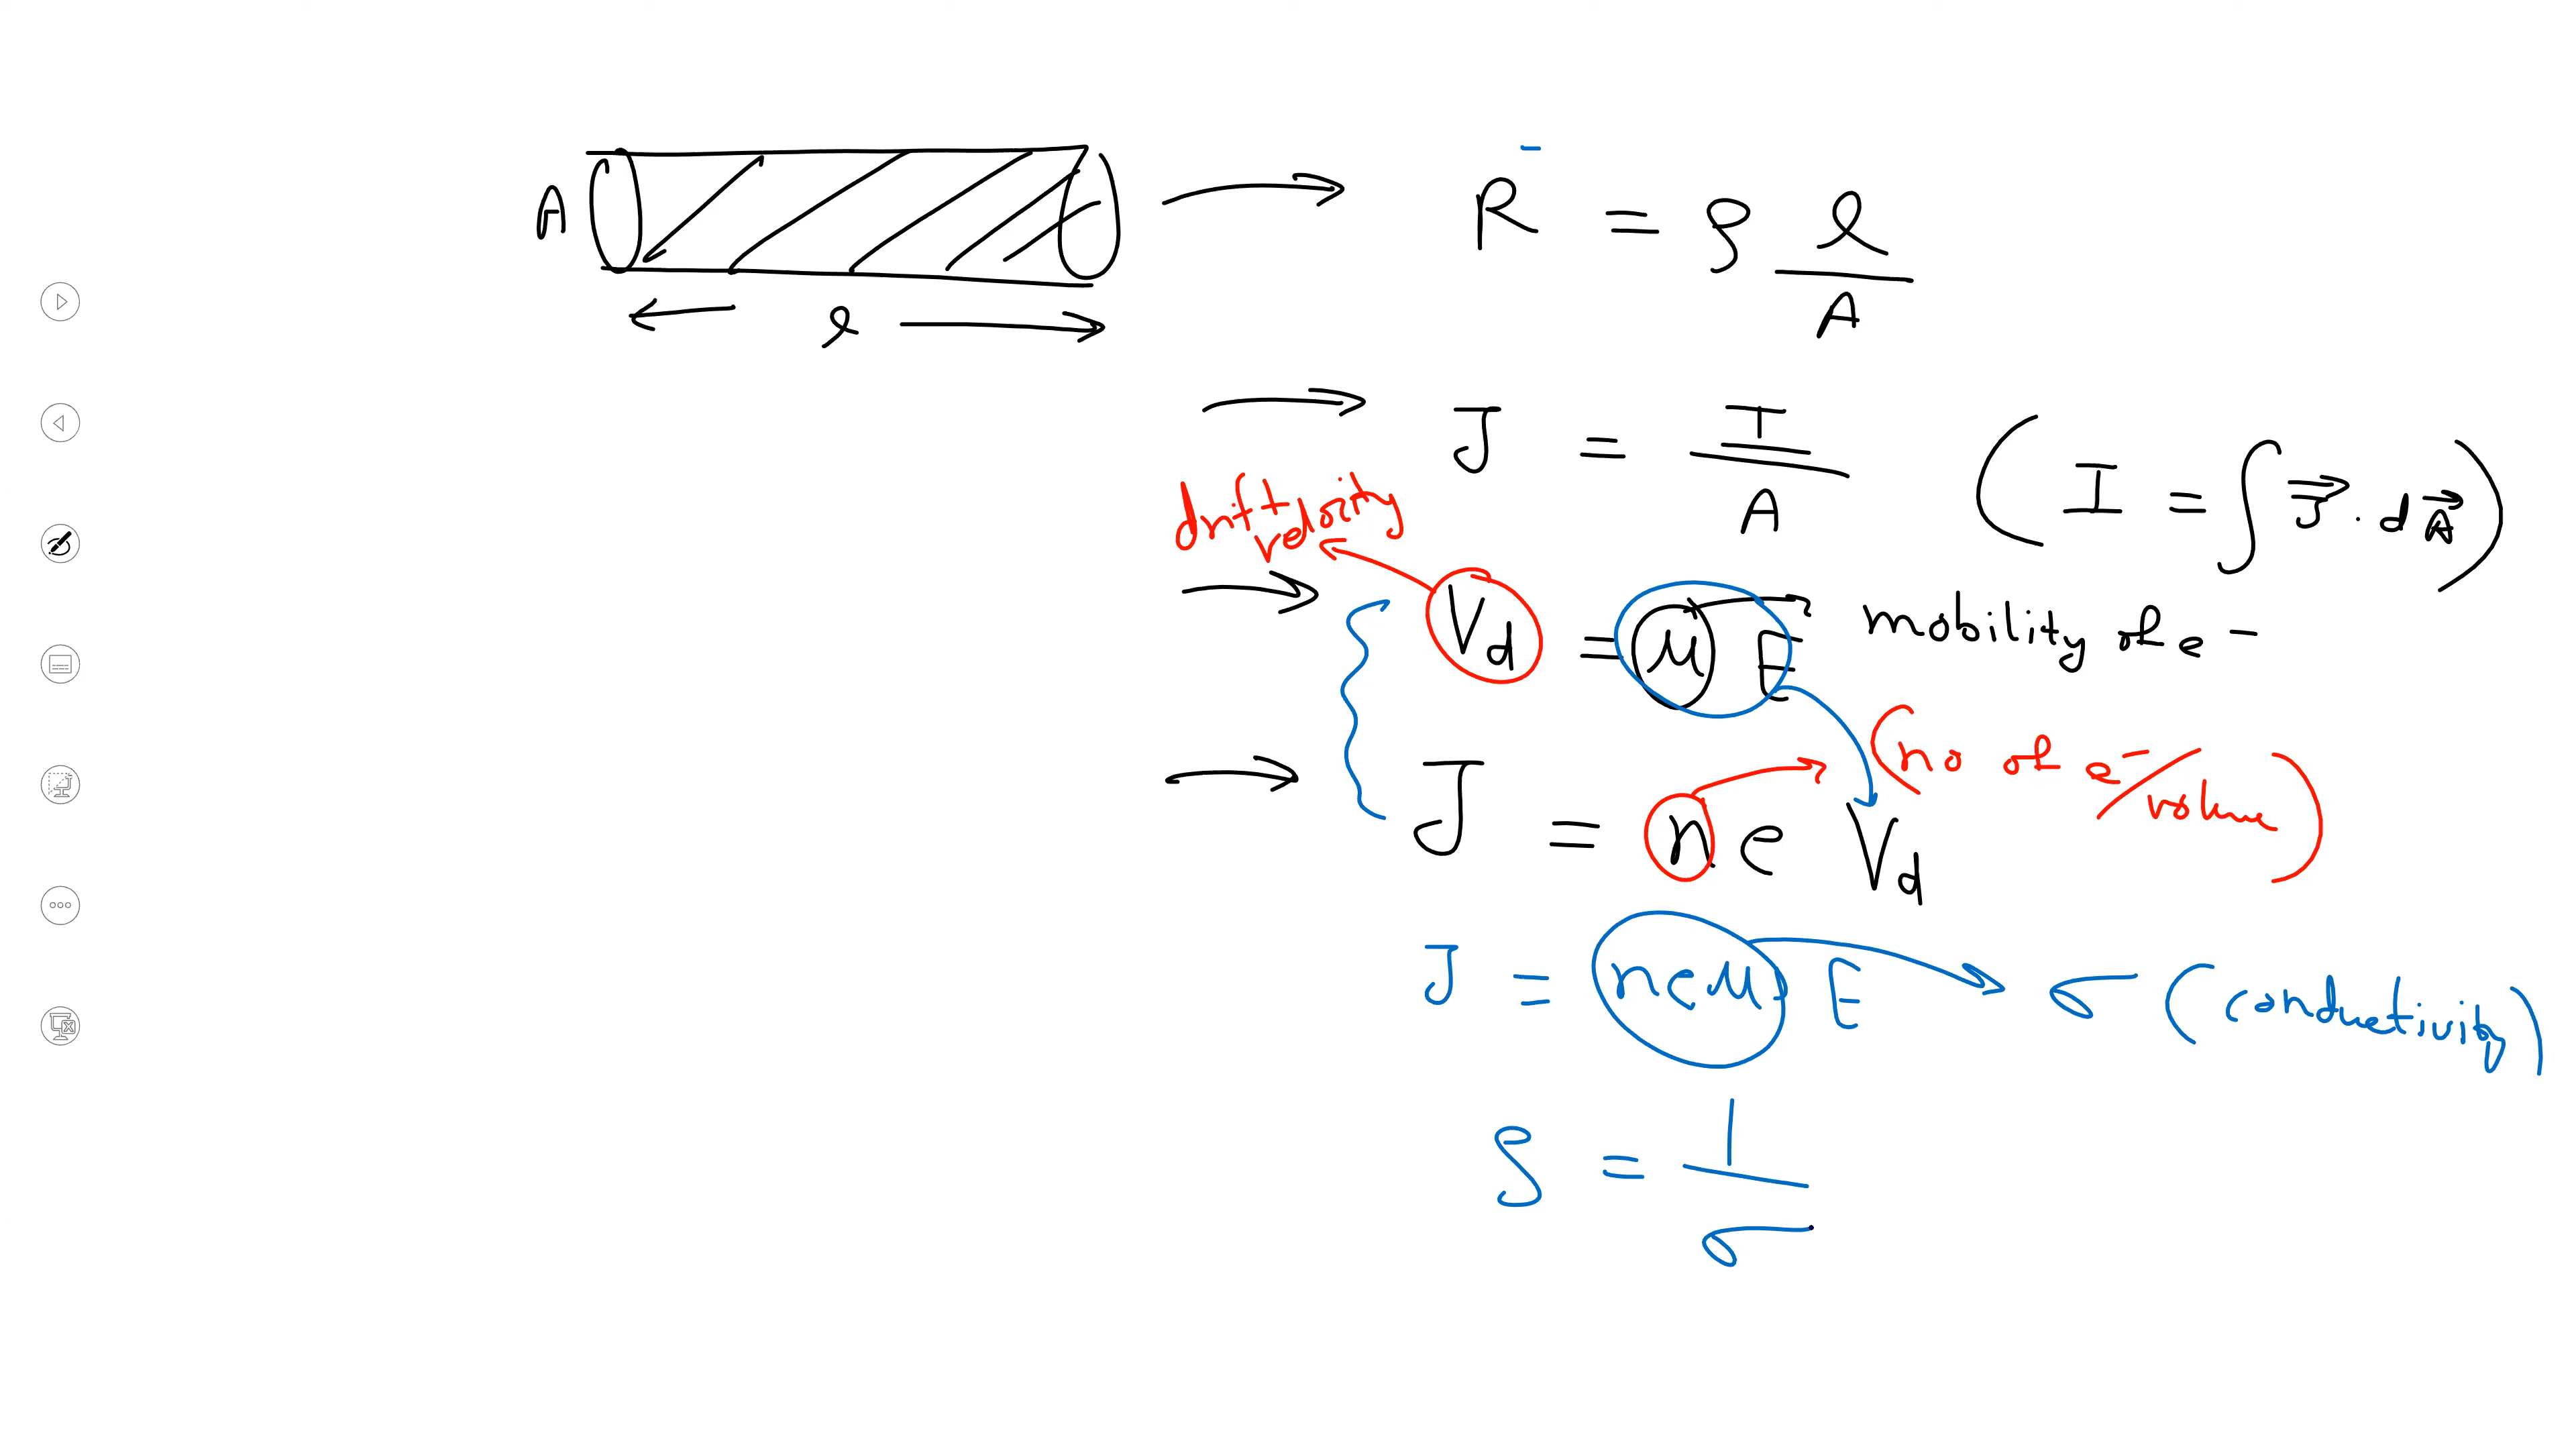 A
l
R = ρ l/A
J = I/A
( I = ∫ J⃗ · dA⃗ )
drift velocity
Vd = μ E
mobility of e⁻
(no of e⁻/volume)
J = n e Vd
J = neμ E
σ (conductivity)
ρ = 1/σ